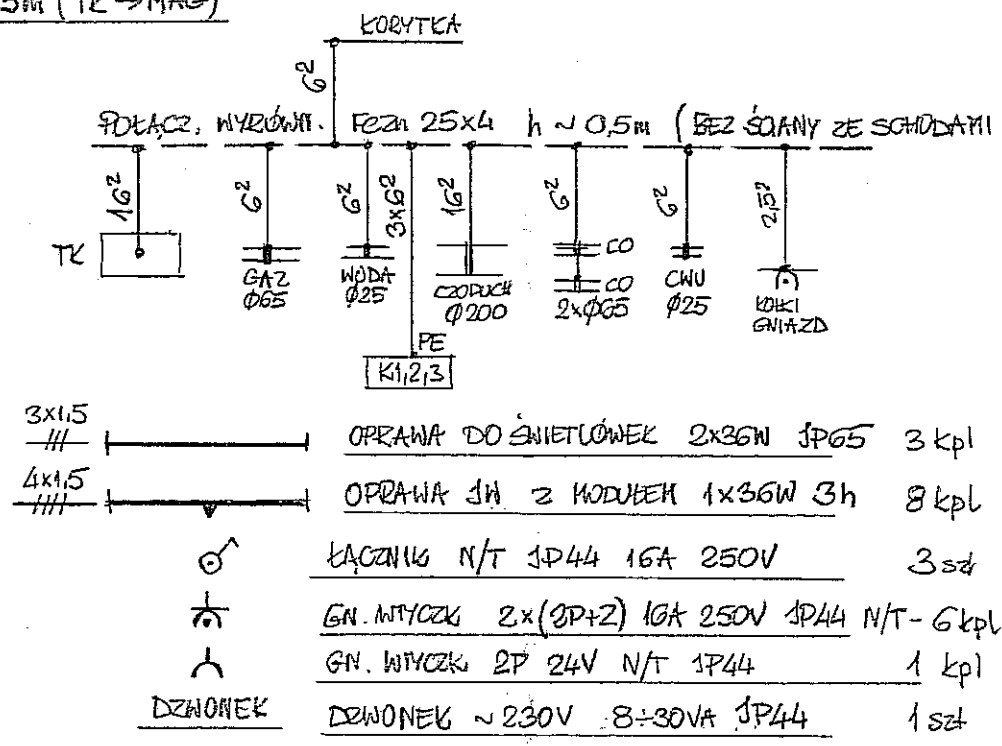 5m (TK → MAG)
KORYTKA
6²
POŁĄCZ. WYRÓWN. FeZn 25x4 h ~ 0,5m (BEZ ŚCIANY ZE SCHODAMI
16² 6² 6² 3x6² 16² 6² 6² 2,5²
TK
GAZ
Φ65
WODA
Φ25
CZOPUCH
Φ200
CO
CO
2xΦ65
CWU
Φ25
KOŁKI
GNIAZD
PE
K1,2,3
3x1,5 OPRAWA DO ŚWIETLÓWEK 2x36W IP65 3 kpl
4x1,5 OPRAWA JW Z MODUŁEM 1x36W 3h 8 kpl
ŁĄCZNIK N/T IP44 16A 250V 3 szt
GN. WTYCZK 2x(2P+Z) 16A 250V IP44 N/T - 6 kpl
GN. WTYCZK 2P 24V N/T IP44 1 kpl
DZWONEK DZWONEK ~230V 8÷30VA IP44 1 szt